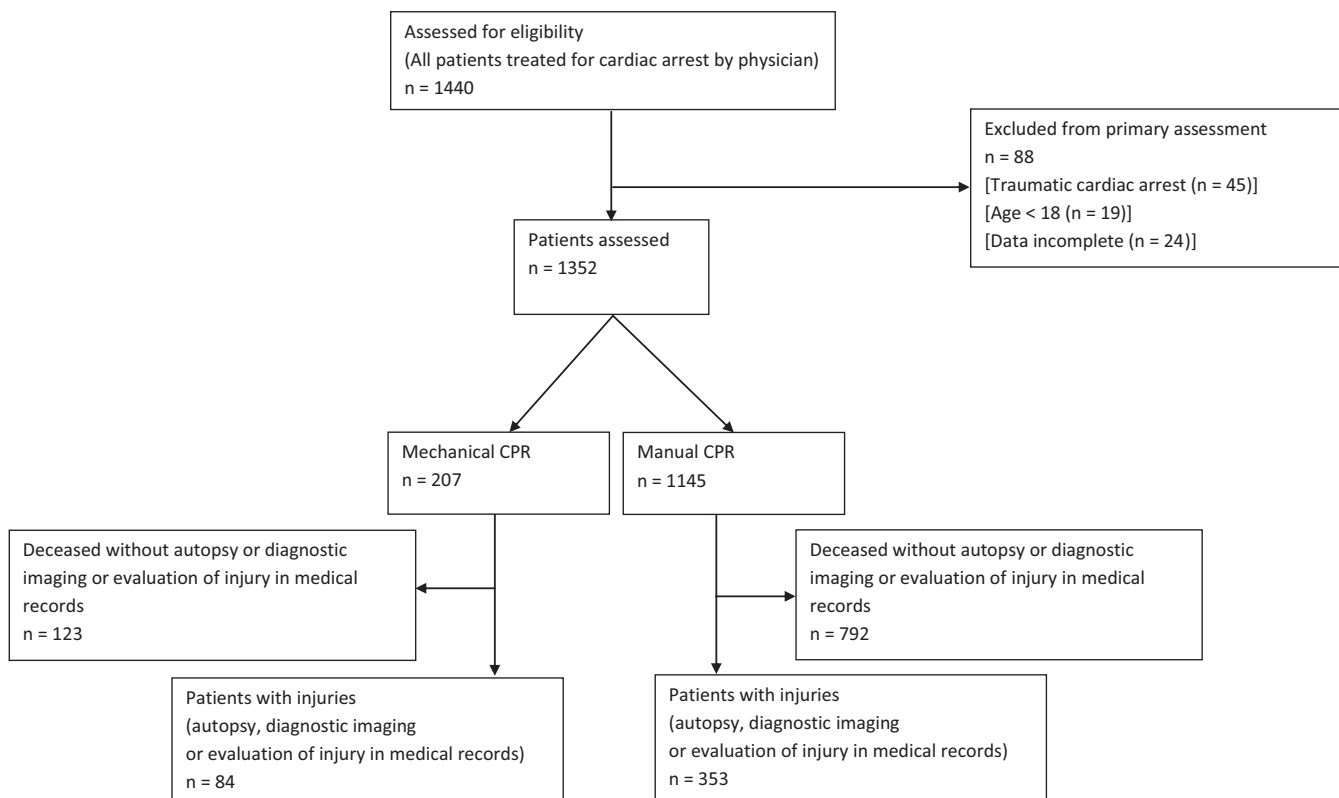 Assessed for eligibility
(All patients treated for cardiac arrest by physician)
n = 1440
Excluded from primary assessment
n = 88
[Traumatic cardiac arrest (n = 45)]
[Age < 18 (n = 19)]
[Data incomplete (n = 24)]
Patients assessed
n = 1352
Mechanical CPR
n = 207
Manual CPR
n = 1145
Deceased without autopsy or diagnostic
imaging or evaluation of injury in medical
records
n = 123
Deceased without autopsy or diagnostic
imaging or evaluation of injury in medical
records
n = 792
Patients with injuries
(autopsy, diagnostic imaging
or evaluation of injury in medical records)
n = 84
Patients with injuries
(autopsy, diagnostic imaging
or evaluation of injury in medical records)
n = 353